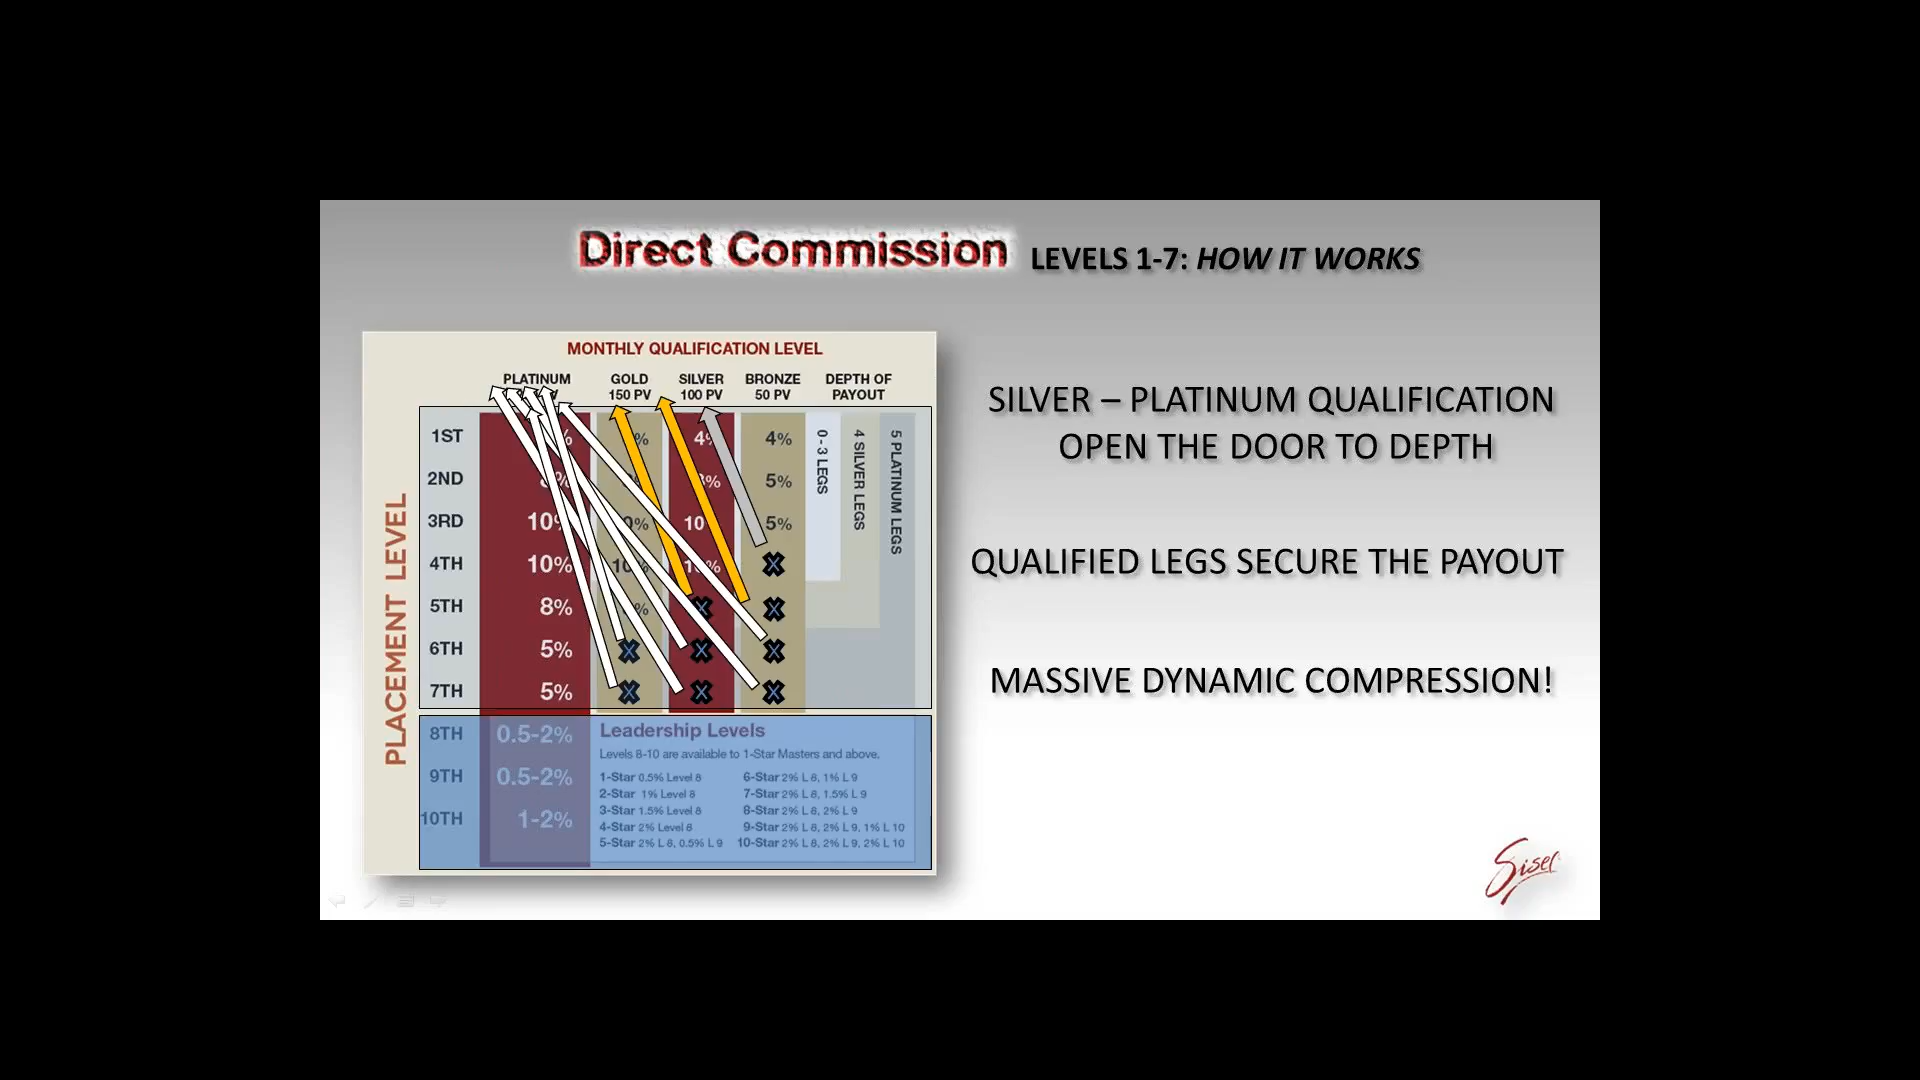 Direct Commission LEVELS 1-7: HOW IT WORKS
MONTHLY QUALIFICATION LEVEL
PLATINUM GOLD SILVER BRONZE DEPTH OF
150 PV 100 PV 50 PV PAYOUT
PLACEMENT LEVEL
1ST 4% 4%
2ND 5%
3RD 10% 10 5%
4TH 10% X
5TH 8% X X
6TH 5% X X X
7TH 5% X X X
0 - 3 LEGS
4 SILVER LEGS
5 PLATINUM LEGS
8TH 0.5-2%
9TH 0.5-2%
10TH 1-2%
Leadership Levels
Levels 8-10 are available to 1-Star Masters and above.
1-Star 0.5% Level 8 6-Star 2% L 8, 1% L 9
2-Star 1% Level 8 7-Star 2% L 8, 1.5% L 9
3-Star 1.5% Level 8 8-Star 2% L 8, 2% L 9
4-Star 2% Level 8 9-Star 2% L 8, 2% L 9, 1% L 10
5-Star 2% L 8, 0.5% L 9 10-Star 2% L 8, 2% L 9, 2% L 10
SILVER – PLATINUM QUALIFICATION
OPEN THE DOOR TO DEPTH
QUALIFIED LEGS SECURE THE PAYOUT
MASSIVE DYNAMIC COMPRESSION!
Sisel